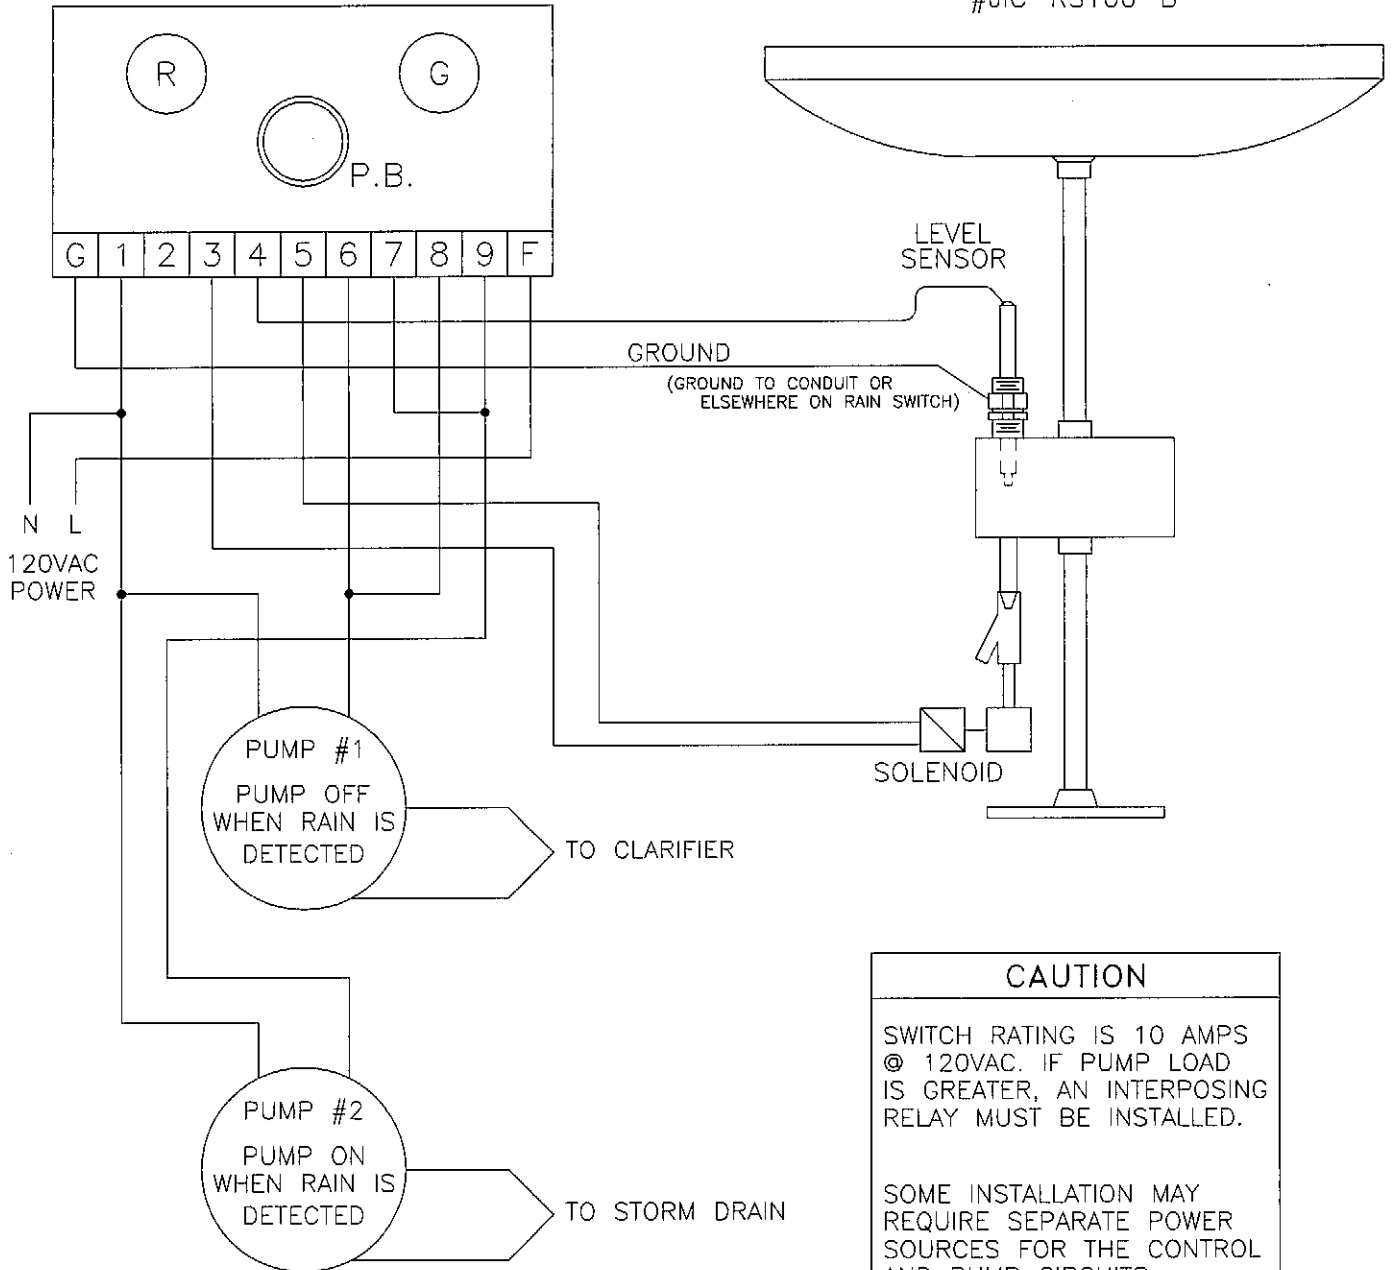 R
G
P.B.
G 1 2 3 4 5 6 7 8 9 F
LEVEL
SENSOR
GROUND
(GROUND TO CONDUIT OR
ELSEWHERE ON RAIN SWITCH)
N L
120VAC
POWER
SOLENOID
PUMP #1
PUMP OFF
WHEN RAIN IS
DETECTED
TO CLARIFIER
PUMP #2
PUMP ON
WHEN RAIN IS
DETECTED
TO STORM DRAIN
CAUTION
SWITCH RATING IS 10 AMPS
@ 120VAC. IF PUMP LOAD
IS GREATER, AN INTERPOSING
RELAY MUST BE INSTALLED.
SOME INSTALLATION MAY
REQUIRE SEPARATE POWER
SOURCES FOR THE CONTROL
AND PUMP CIRCUITS